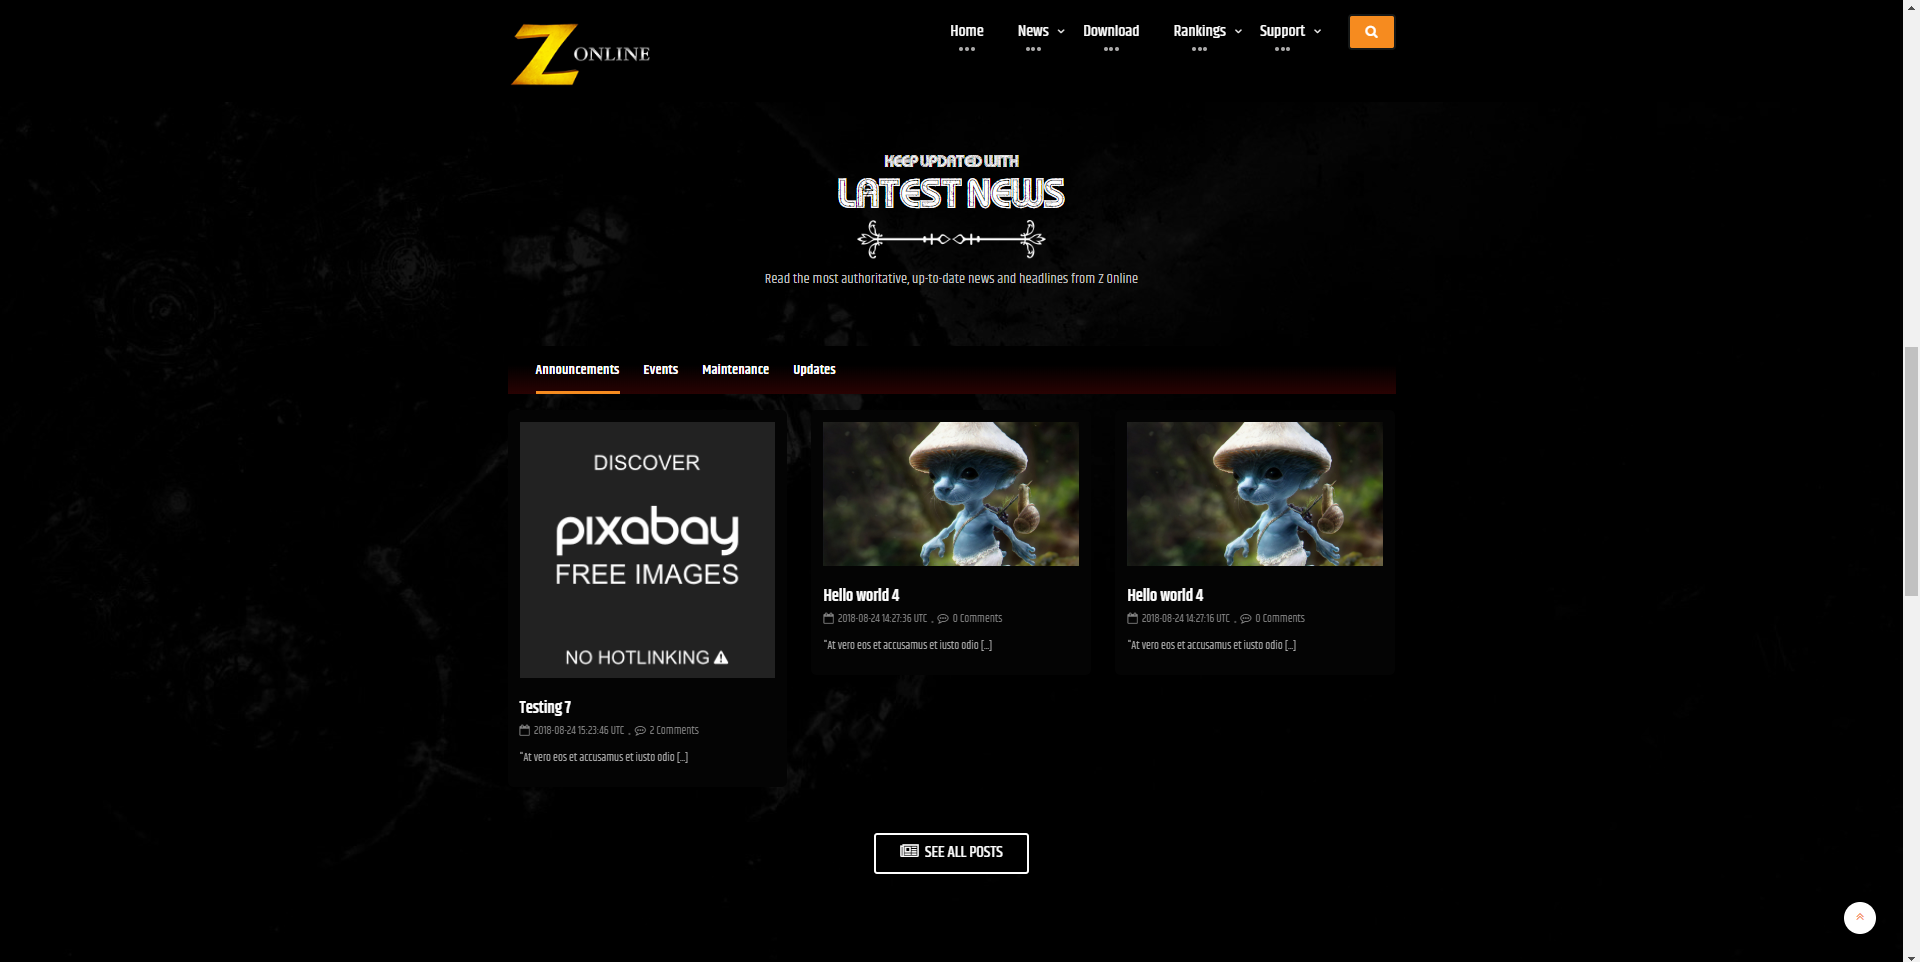 Z ONLINE
Home News Download Rankings Support
KEEP UPDATED WITH
LATEST NEWS
Read the most authoritative, up-to-date news and headlines from Z Online
Announcements Events Maintenance Updates
DISCOVER
pixabay
FREE IMAGES
NO HOTLINKING
Testing 7
2018-08-24 15:23:46 UTC , 2 Comments
"At vero eos et accusamus et iusto odio [...]
Hello world 4
2018-08-24 14:27:36 UTC , 0 Comments
"At vero eos et accusamus et iusto odio [...]
Hello world 4
2018-08-24 14:27:16 UTC , 0 Comments
"At vero eos et accusamus et iusto odio [...]
SEE ALL POSTS